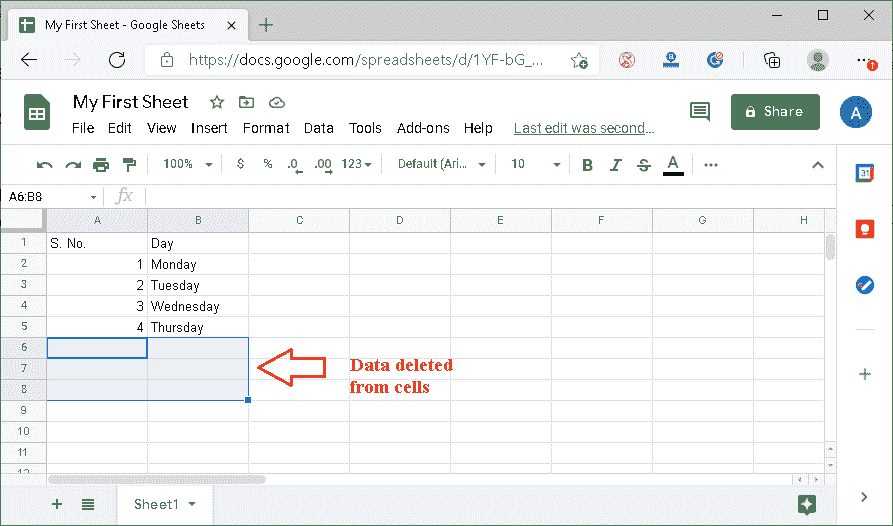 My First Sheet - Google Sheets
https://docs.google.com/spreadsheets/d/1YF-bG_...
My First Sheet
Share
A
File Edit View Insert Format Data Tools Add-ons Help Last edit was second...
100% $ % .0 .00 123 Default (Ari... 10 B I S A
31
A6:B8 fx
A B C D E F G H
1 S. No. Day
2 1 Monday
3 2 Tuesday
4 3 Wednesday
5 4 Thursday
6
7 Data deleted
8 from cells
9
10
11
12
Sheet1